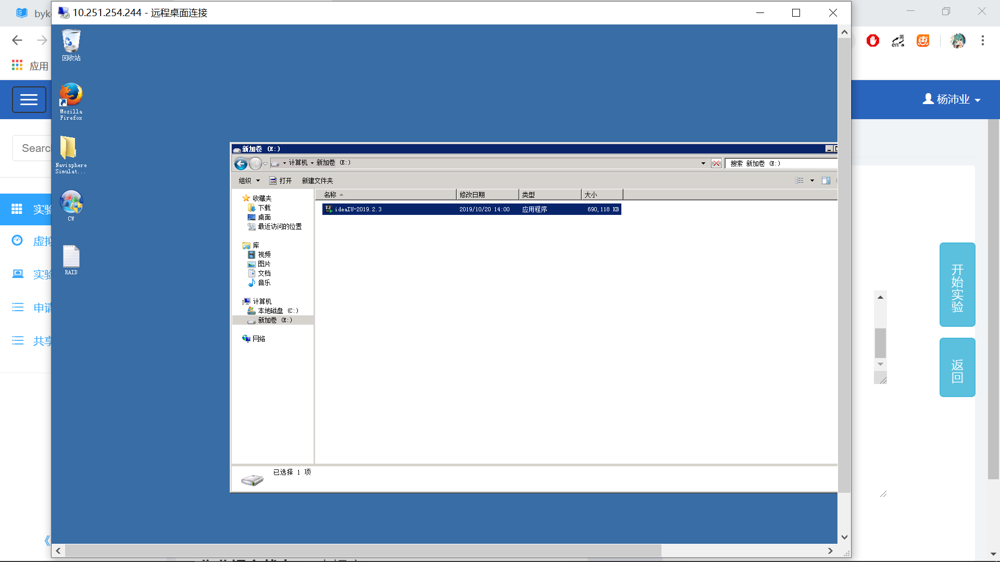 10.251.254.244 - 远程桌面连接
应用
杨沛业
Searc
开始实验
返回
回收站
Mozilla
Firefox
Navisphere
Simulat...
CW
RAID
新加卷 (E:)
计算机 新加卷 (E:)
搜索 新加卷 (E:)
组织 打开 新建文件夹
名称 修改日期 类型 大小
ideaIU-2019.2.3 2019/10/20 14:00 应用程序 690,118 KB
收藏夹
下载
桌面
最近访问的位置
库
视频
图片
文档
音乐
计算机
本地磁盘 (C:)
新加卷 (E:)
网络
已选择 1 项
实验
虚拟
实验
申请
共享